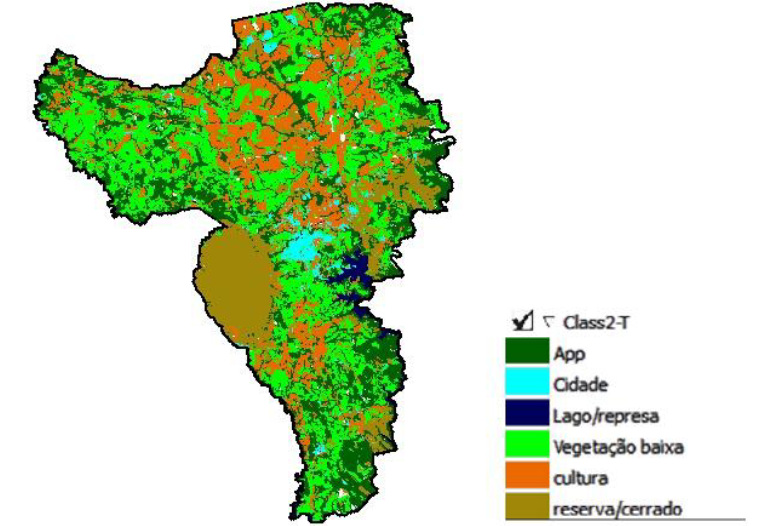 Class2-T
App
Cidade
Lago/represa
Vegetação baixa
cultura
reserva/cerrado